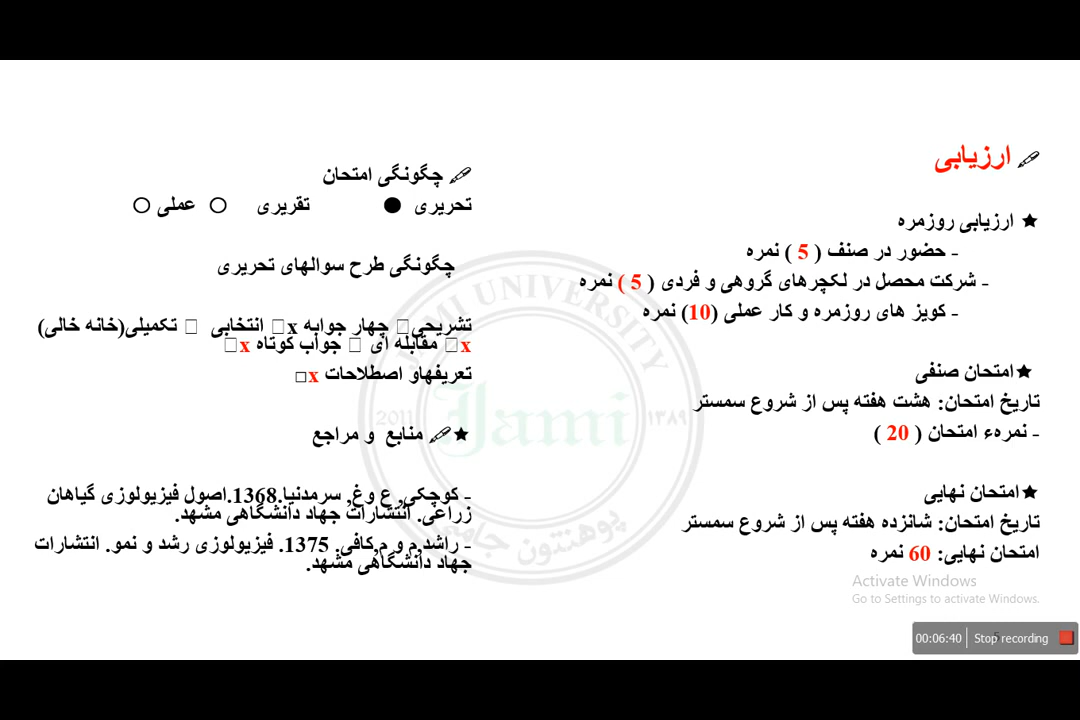 ارزیابی
★ ارزیابی روزمره
- حضور در صنف ( 5 ) نمره
- شرکت محصل در لکچرهای گروهی و فردی ( 5 ) نمره
- کویز های روزمره و کار عملی (10) نمره
★امتحان صنفی
تاریخ امتحان: هشت هفته پس از شروع سمستر
- نمرهء امتحان ( 20 )
★امتحان نهایی
تاریخ امتحان: شانزده هفته پس از شروع سمستر
امتحان نهایی: 60 نمره
چگونگی امتحان
تحریری ● تقریری ○ عملی ○
چگونگی طرح سوالهای تحریری
تشریحی□ چهار جوابه x□ انتخابی □ تکمیلی(خانه خالی)
x□ مقابله ای □ جواب کوتاه x□
تعریفهاو اصطلاحات x□
★ منابع و مراجع
- کوچکی, ع وغ, سرمدنیا.1368.اصول فیزیولوزی گیاهان
زراعی. انتشارات جهاد دانشگاهی مشهد.
- راشد,م و م,کافی. 1375. فیزیولوزی رشد و نمو. انتشارات
جهاد دانشگاهی مشهد.
JAMI UNIVERSITY
2011 Jami ۱۳۸۹
پوهنتون جامی
Activate Windows
Go to Settings to activate Windows.
00:06:40 Stop recording